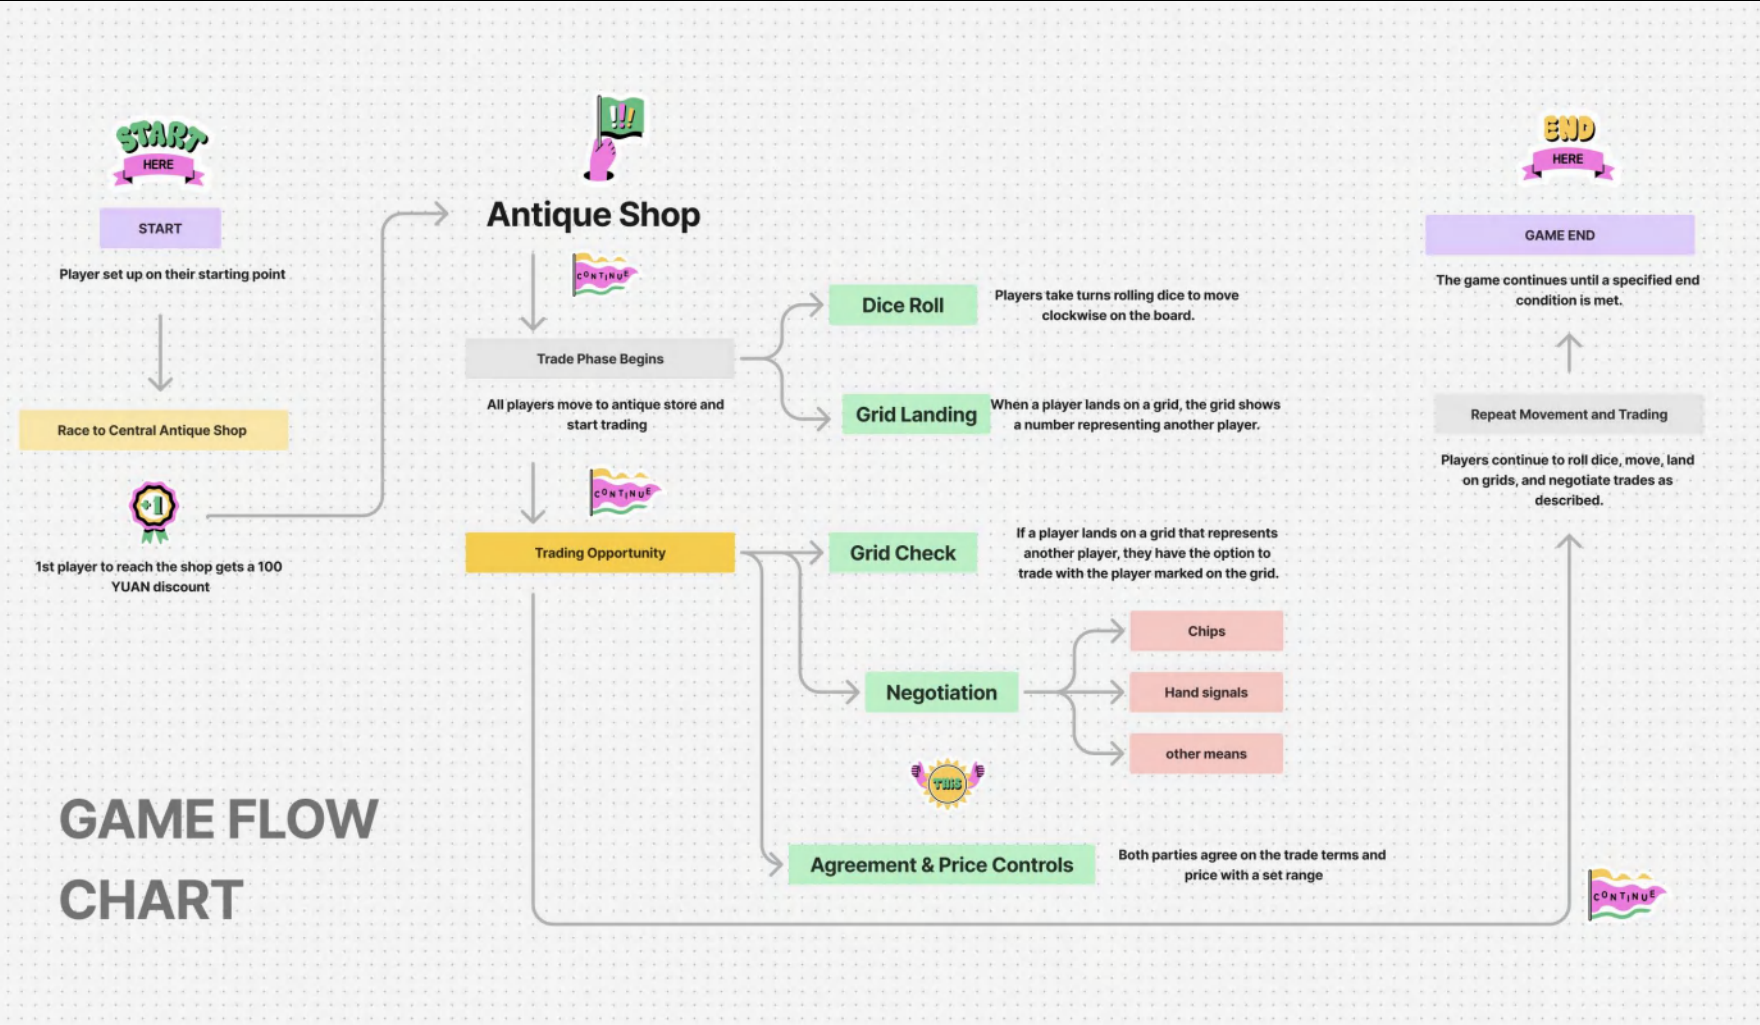 START
HERE
START
Player set up on their starting point
Race to Central Antique Shop
+1
1st player to reach the shop gets a 100
YUAN discount
GAME FLOW
CHART
!!!
Antique Shop
CONTINUE
Trade Phase Begins
All players move to antique store and
start trading
Dice Roll
Players take turns rolling dice to move
clockwise on the board.
Grid Landing
When a player lands on a grid, the grid shows
a number representing another player.
CONTINUE
Trading Opportunity
Grid Check
If a player lands on a grid that represents
another player, they have the option to
trade with the player marked on the grid.
Negotiation
Chips
Hand signals
other means
THIS
Agreement & Price Controls
Both parties agree on the trade terms and
price with a set range
CONTINUE
Repeat Movement and Trading
Players continue to roll dice, move, land
on grids, and negotiate trades as
described.
END
HERE
GAME END
The game continues until a specified end
condition is met.